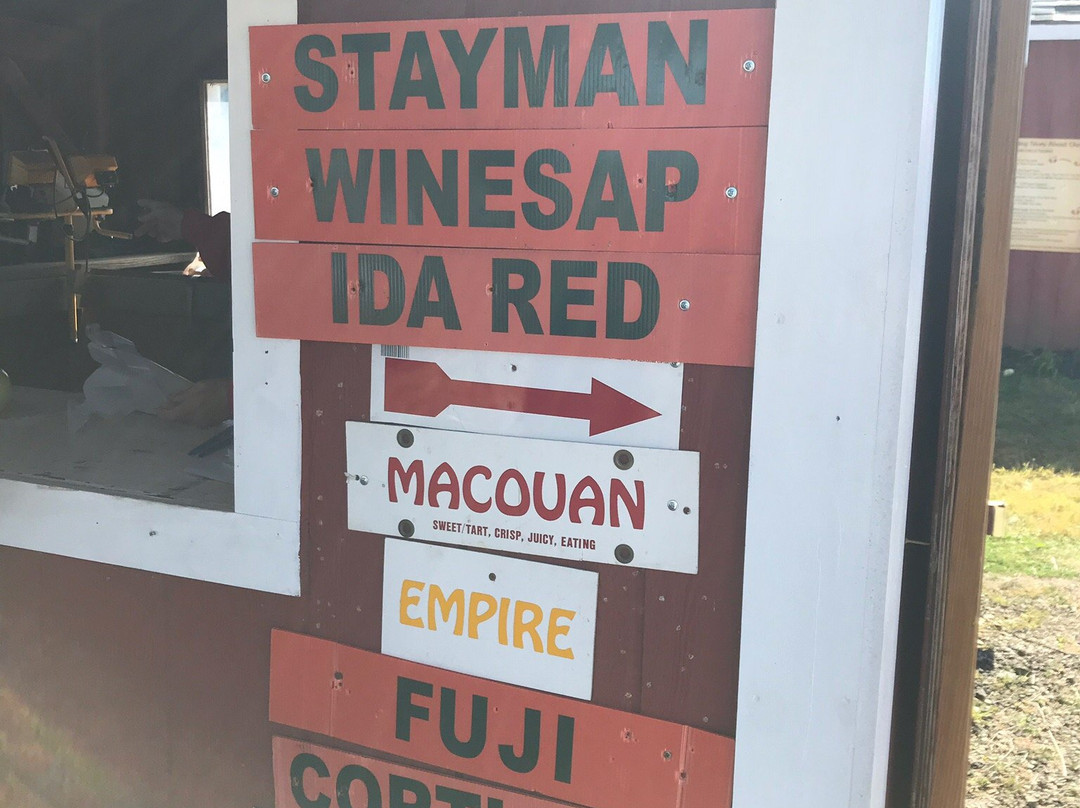 STAYMAN
WINESAP
IDA RED
MACOUAN
SWEET/TART, CRISP, JUICY, EATING
EMPIRE
FUJI